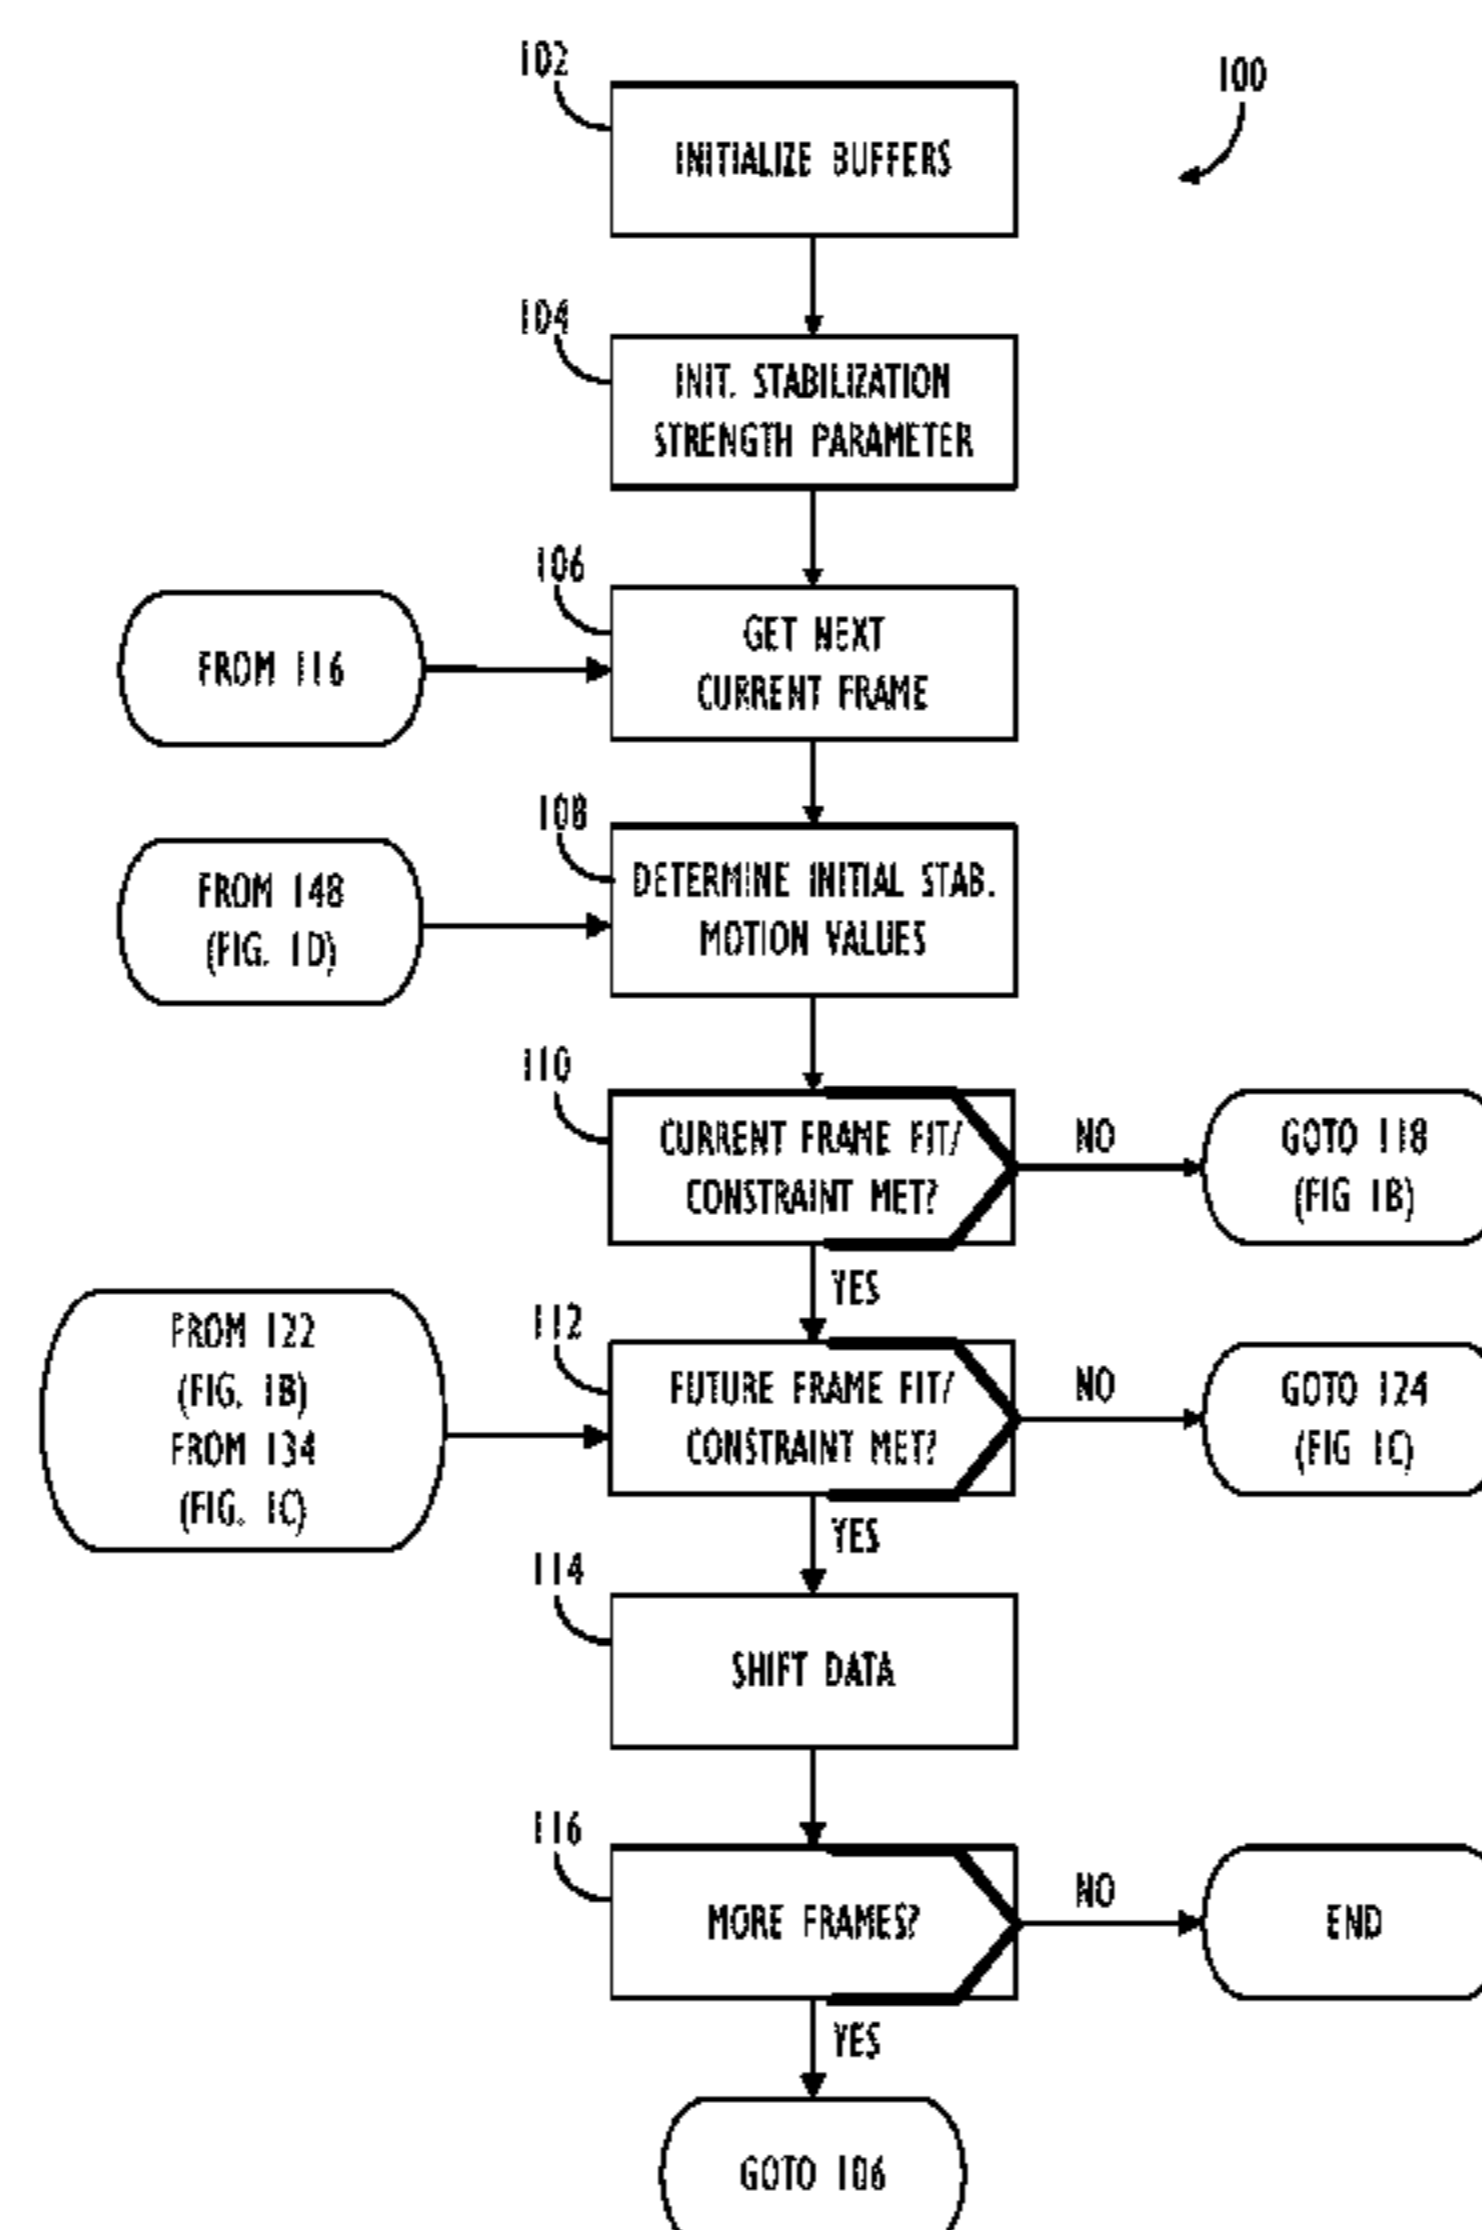 102
100
INITIALIZE BUFFERS
104
INIT. STABILIZATION
STRENGTH PARAMETER
106
GET NEXT
CURRENT FRAME
FROM 116
108
DETERMINE INITIAL STAB.
MOTION VALUES
FROM 148
(FIG. 1D)
110
CURRENT FRAME FIT/
CONSTRAINT MET?
NO
GOTO 118
(FIG 1B)
YES
112
FROM 122
(FIG. 1B)
FROM 134
(FIG. 1C)
FUTURE FRAME FIT/
CONSTRAINT MET?
NO
GOTO 124
(FIG 1C)
YES
114
SHIFT DATA
116
MORE FRAMES?
NO
END
YES
GOTO 106